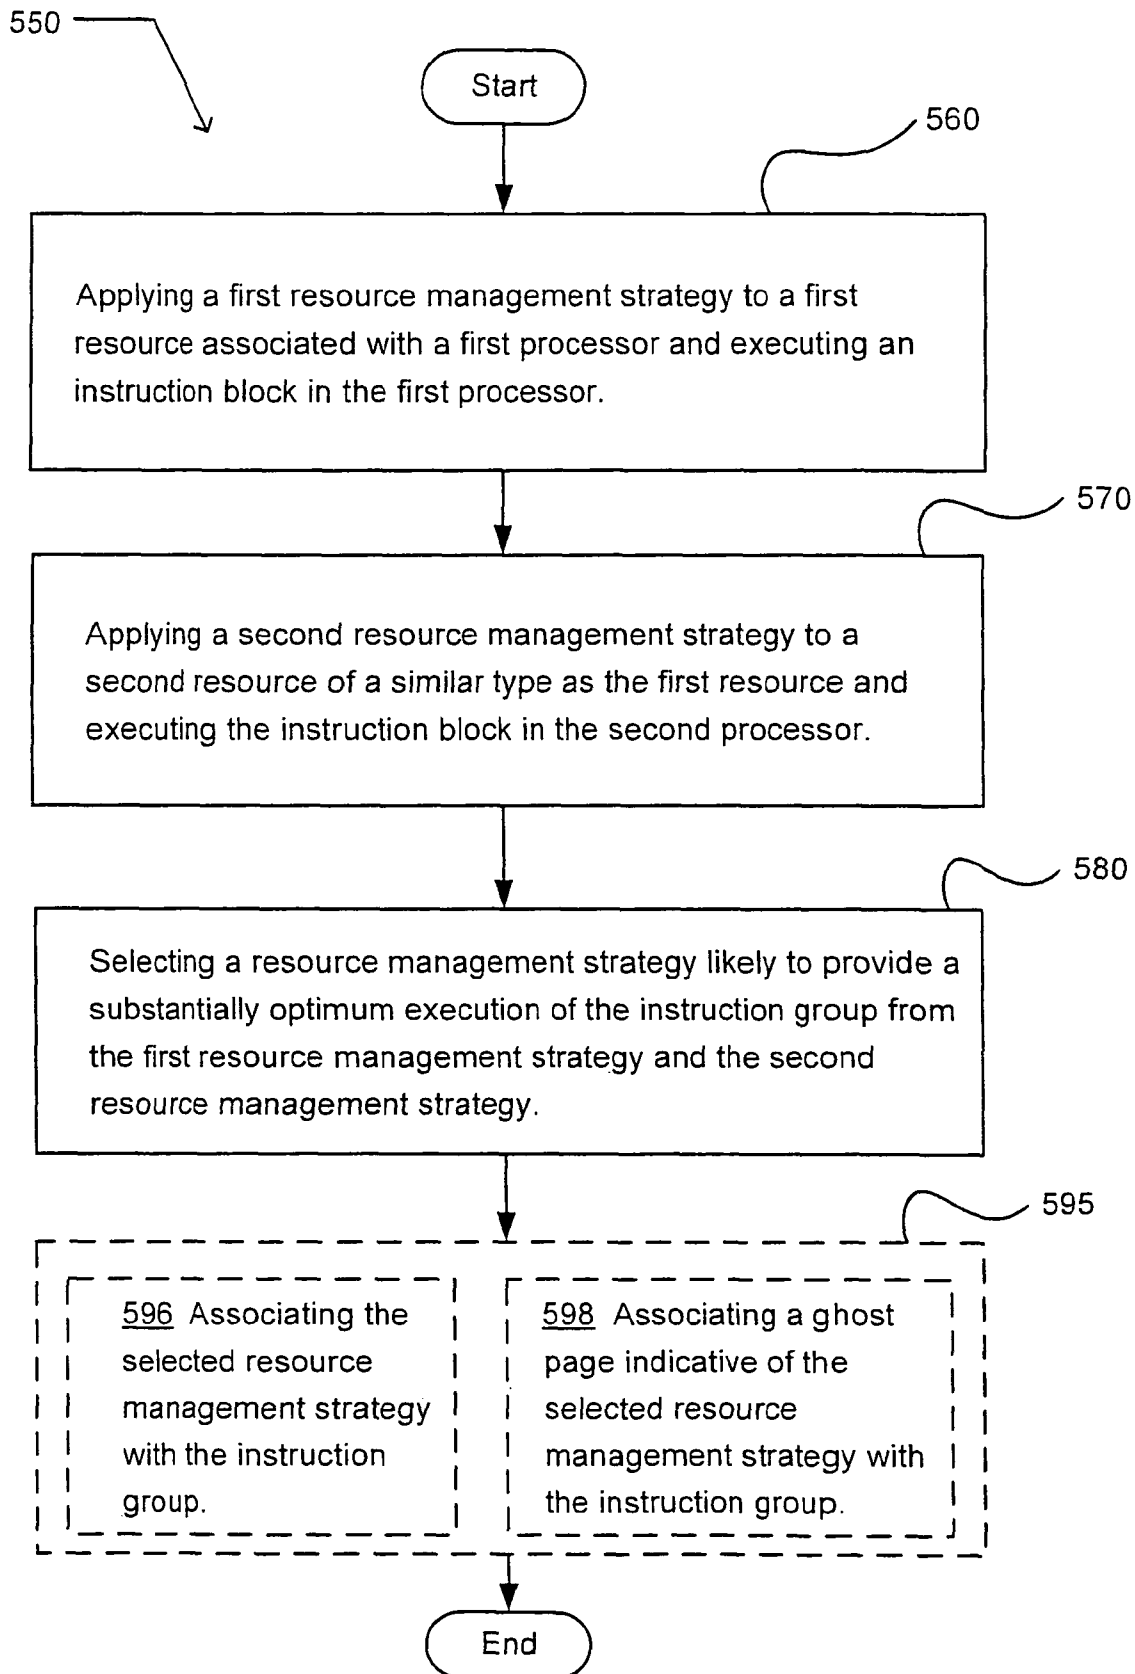 550
Start
560
Applying a first resource management strategy to a first
resource associated with a first processor and executing an
instruction block in the first processor.
570
Applying a second resource management strategy to a
second resource of a similar type as the first resource and
executing the instruction block in the second processor.
580
Selecting a resource management strategy likely to provide a
substantially optimum execution of the instruction group from
the first resource management strategy and the second
resource management strategy.
595
596 Associating the
selected resource
management strategy
with the instruction
group.
598 Associating a ghost
page indicative of the
selected resource
management strategy with
the instruction group.
End